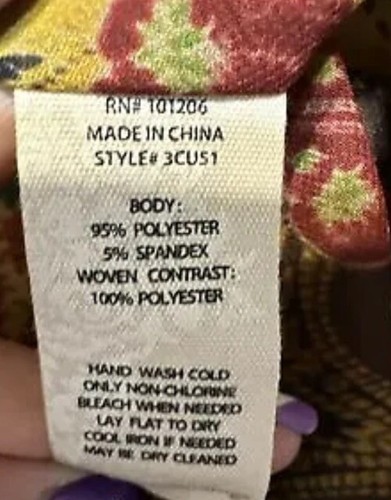 RN# 101206
MADE IN CHINA
STYLE# 3CU51
BODY:
95% POLYESTER
5% SPANDEX
WOVEN CONTRAST:
100% POLYESTER
HAND WASH COLD
ONLY NON-CHLORINE
BLEACH WHEN NEEDED
LAY FLAT TO DRY
COOL IRON IF NEEDED
MAY BE DRY CLEANED